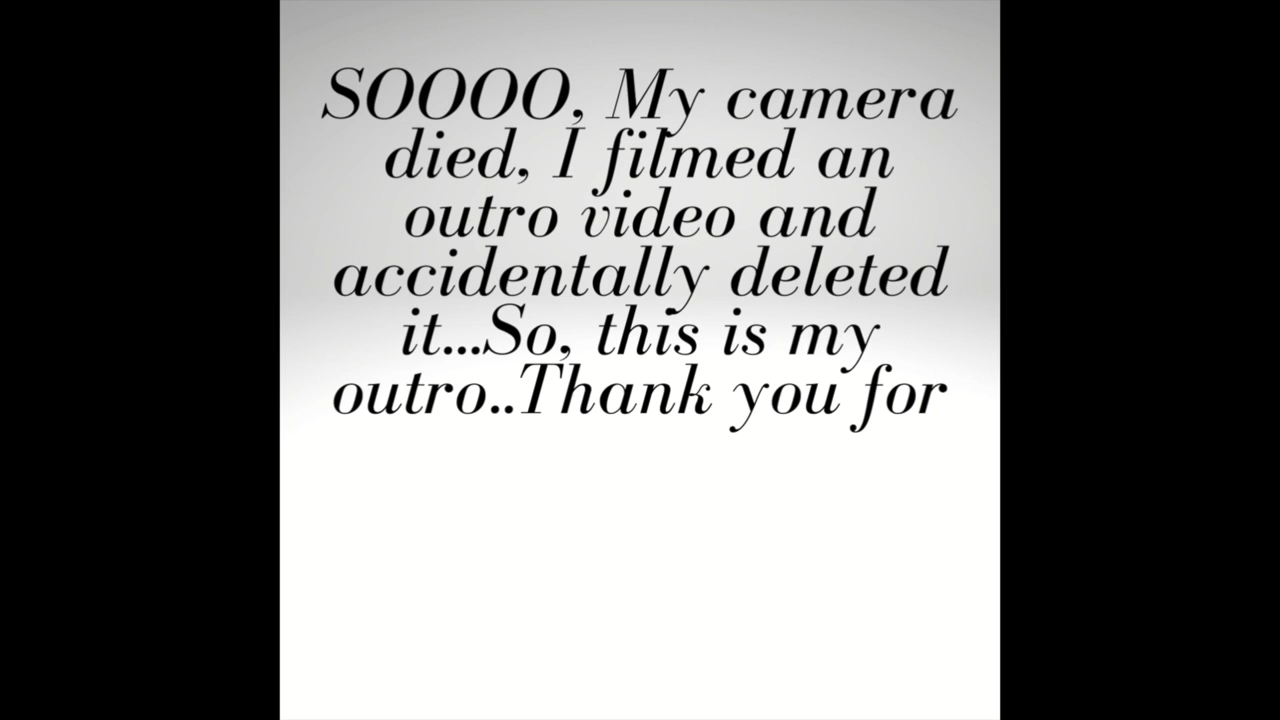 SOOOO, My camera
died, I filmed an
outro video and
accidentally deleted
it...So, this is my
outro..Thank you for